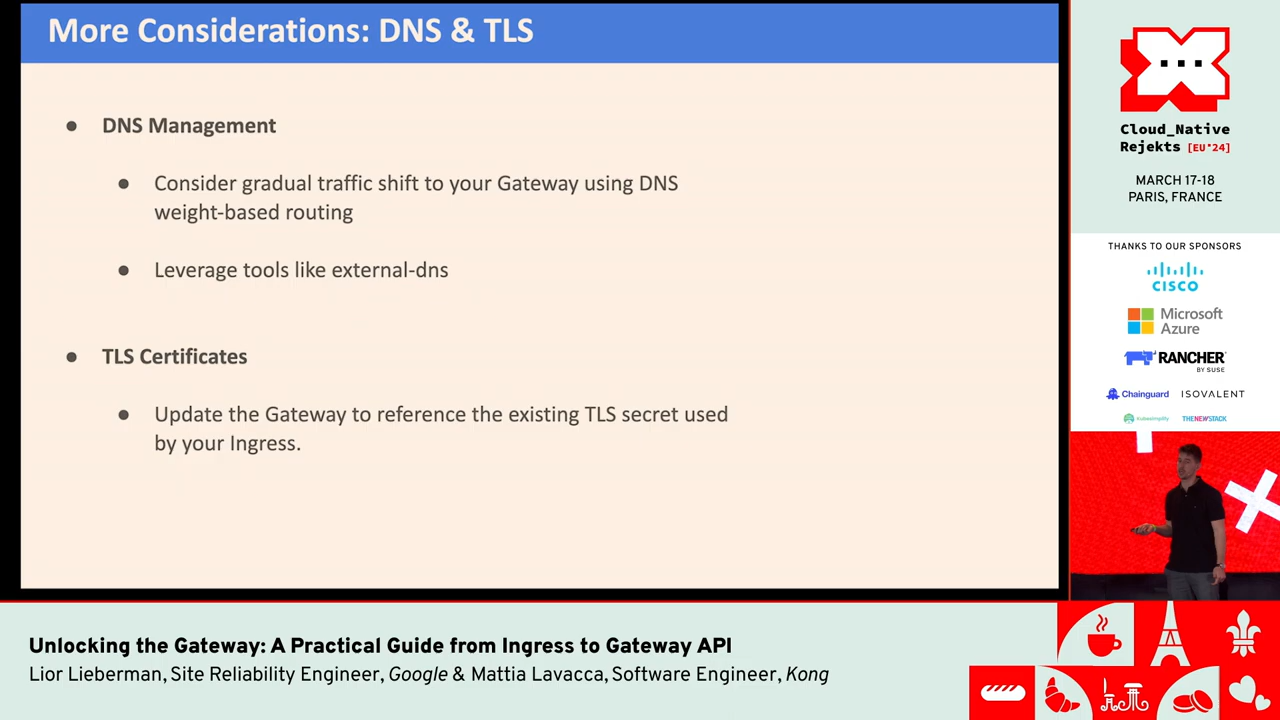 More Considerations: DNS & TLS
● DNS Management
● Consider gradual traffic shift to your Gateway using DNS
weight-based routing
● Leverage tools like external-dns
● TLS Certificates
● Update the Gateway to reference the existing TLS secret used
by your Ingress.
Cloud_Native
Rejekts [EU'24]
MARCH 17-18
PARIS, FRANCE
THANKS TO OUR SPONSORS
CISCO
Microsoft
Azure
RANCHER
BY SUSE
Chainguard
ISOVALENT
kubesimplify
THENEWSTACK
Unlocking the Gateway: A Practical Guide from Ingress to Gateway API
Lior Lieberman, Site Reliability Engineer, Google & Mattia Lavacca, Software Engineer, Kong